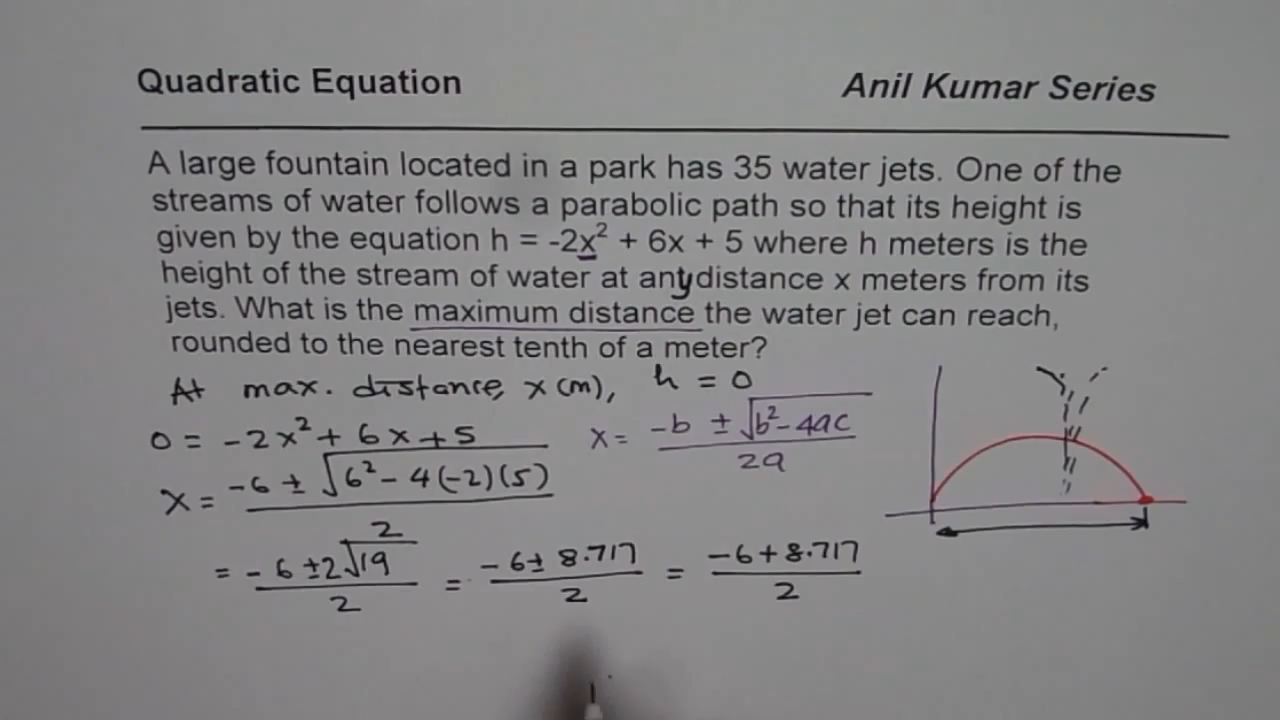 Quadratic Equation Anil Kumar Series
A large fountain located in a park has 35 water jets. One of the
streams of water follows a parabolic path so that its height is
given by the equation h = -2x² + 6x + 5 where h meters is the
height of the stream of water at any distance x meters from its
jets. What is the maximum distance the water jet can reach,
rounded to the nearest tenth of a meter?
At max. distance, x (m), h = 0
0 = -2x² + 6x + 5
x = (-b ± √(b² - 4ac)) / 2a
x = (-6 ± √(6² - 4(-2)(5))) / 2
= (-6 ± 2√19) / 2 = (-6 ± 8.717) / 2 = (-6 + 8.717) / 2